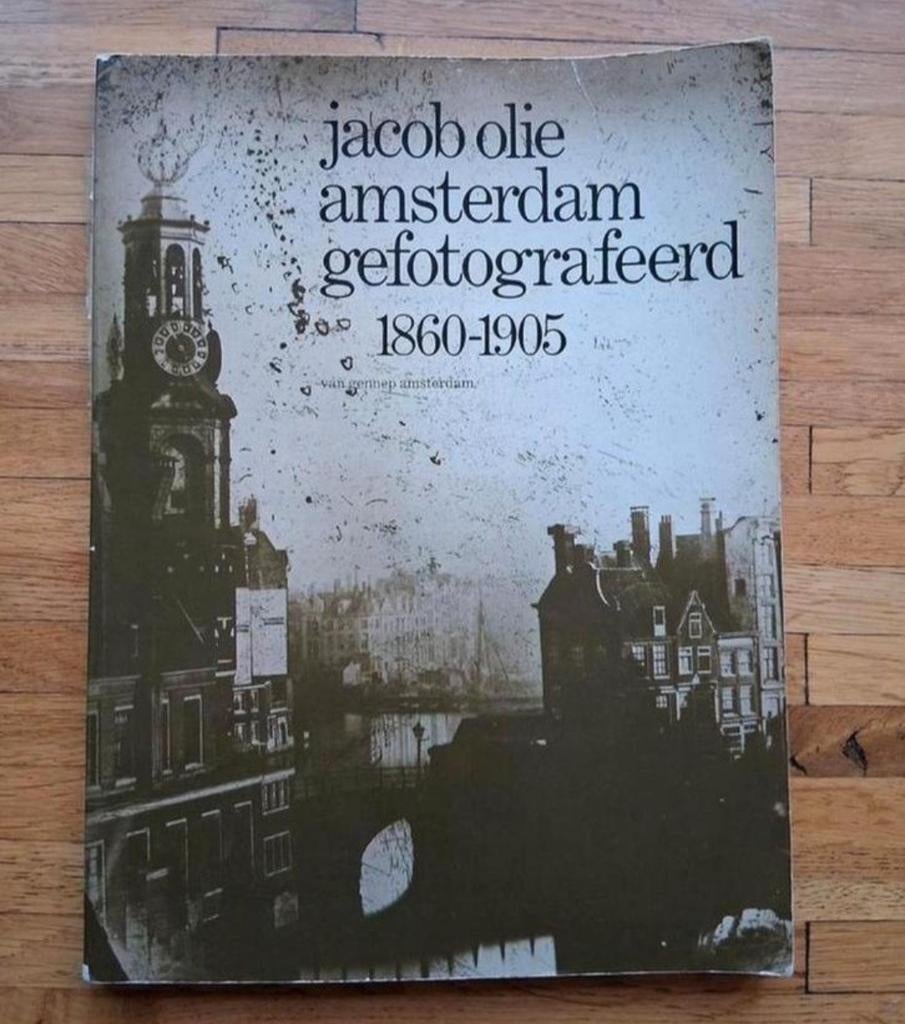 jacob olie
amsterdam
gefotografeerd
1860-1905
van gennep amsterdam